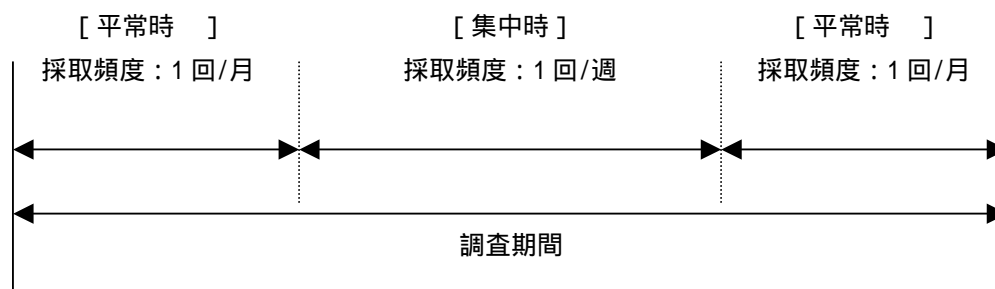 [平常時　] [集中時] [平常時　]
採取頻度：1回/月 採取頻度：1回/週 採取頻度：1回/月
調査期間